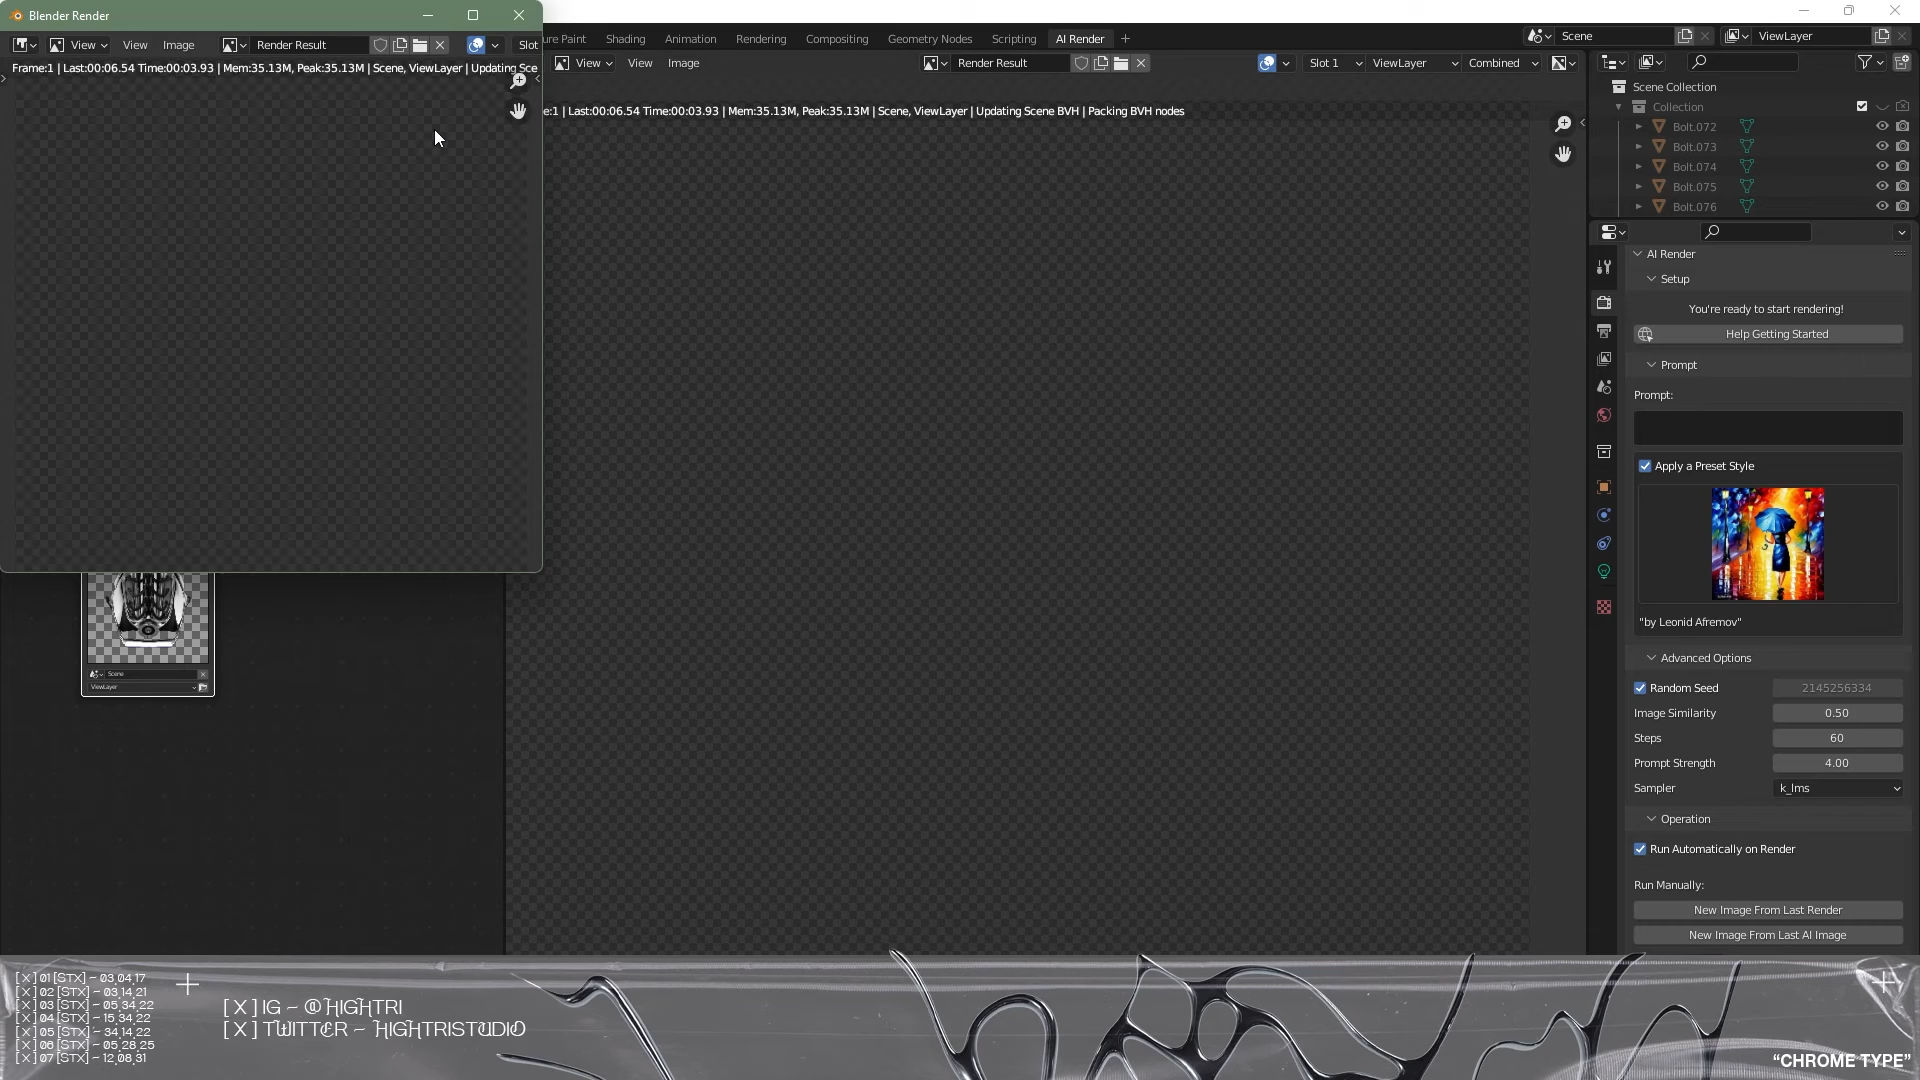 Blender Render
View View Image Render Result Slot
Frame:1 | Last:00:06.54 Time:00:03.93 | Mem:35.13M, Peak:35.13M | Scene, ViewLayer | Updating Sce
ure Paint Shading Animation Rendering Compositing Geometry Nodes Scripting AI Render
Scene ViewLayer
View View Image Render Result Slot 1 ViewLayer Combined
e:1 | Last:00:06.54 Time:00:03.93 | Mem:35.13M, Peak:35.13M | Scene, ViewLayer | Updating Scene BVH | Packing BVH nodes
Scene Collection
Collection
Bolt.072
Bolt.073
Bolt.074
Bolt.075
Bolt.076
AI Render
Setup
You're ready to start rendering!
Help Getting Started
Prompt
Prompt:
Apply a Preset Style
"by Leonid Afremov"
Advanced Options
Random Seed 2145256334
Image Similarity 0.50
Steps 60
Prompt Strength 4.00
Sampler k_lms
Operation
Run Automatically on Render
Run Manually:
New Image From Last Render
New Image From Last AI Image
Scene
ViewLayer
[X] 01 [STX] – 03,04,17
[X] 02 [STX] – 03,14,21
[X] 03 [STX] – 05,34,22
[X] 04 [STX] – 15,34,22
[X] 05 [STX] – 34,14,22
[X] 06 [STX] – 05,28,25
[X] 07 [STX] – 12,08,31
[X] IG – @HIGHTRI
[X] TWITTER – HIGHTRISTUDIO
“CHROME TYPE”